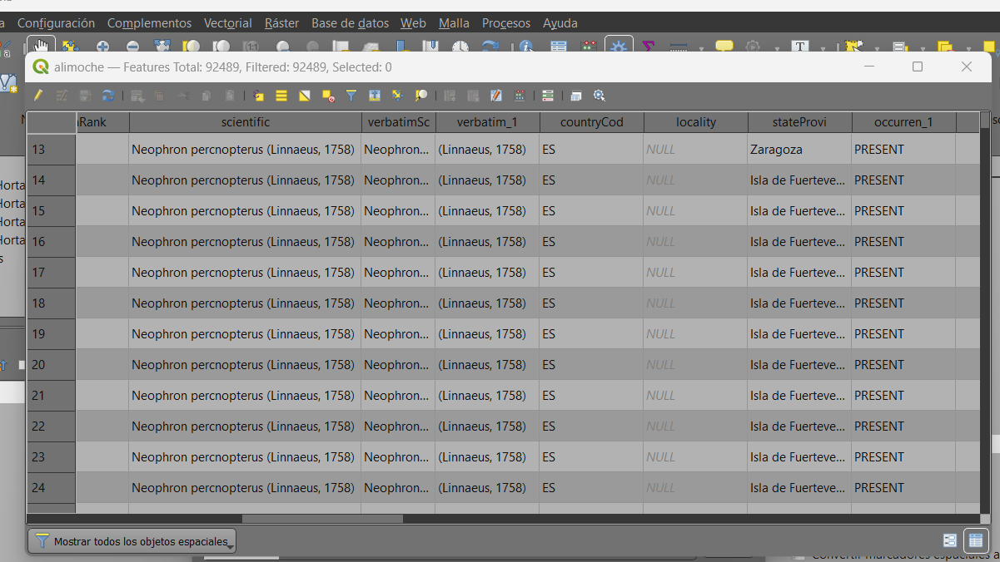 a Configuración Complementos Vectorial Ráster Base de datos Web Malla Procesos Ayuda
alimoche — Features Total: 92489, Filtered: 92489, Selected: 0
Rank scientific verbatimSc verbatim_1 countryCod locality stateProvi occurren_1
13 Neophron percnopterus (Linnaeus, 1758) Neophron... (Linnaeus, 1758) ES NULL Zaragoza PRESENT
14 Neophron percnopterus (Linnaeus, 1758) Neophron... (Linnaeus, 1758) ES NULL Isla de Fuerteve... PRESENT
15 Neophron percnopterus (Linnaeus, 1758) Neophron... (Linnaeus, 1758) ES NULL Isla de Fuerteve... PRESENT
16 Neophron percnopterus (Linnaeus, 1758) Neophron... (Linnaeus, 1758) ES NULL Isla de Fuerteve... PRESENT
17 Neophron percnopterus (Linnaeus, 1758) Neophron... (Linnaeus, 1758) ES NULL Isla de Fuerteve... PRESENT
18 Neophron percnopterus (Linnaeus, 1758) Neophron... (Linnaeus, 1758) ES NULL Isla de Fuerteve... PRESENT
19 Neophron percnopterus (Linnaeus, 1758) Neophron... (Linnaeus, 1758) ES NULL Isla de Fuerteve... PRESENT
20 Neophron percnopterus (Linnaeus, 1758) Neophron... (Linnaeus, 1758) ES NULL Isla de Fuerteve... PRESENT
21 Neophron percnopterus (Linnaeus, 1758) Neophron... (Linnaeus, 1758) ES NULL Isla de Fuerteve... PRESENT
22 Neophron percnopterus (Linnaeus, 1758) Neophron... (Linnaeus, 1758) ES NULL Isla de Fuerteve... PRESENT
23 Neophron percnopterus (Linnaeus, 1758) Neophron... (Linnaeus, 1758) ES NULL Isla de Fuerteve... PRESENT
24 Neophron percnopterus (Linnaeus, 1758) Neophron... (Linnaeus, 1758) ES NULL Isla de Fuerteve... PRESENT
Horta
Horta
Horta
Horta
s
Mostrar todos los objetos espaciales
Convertir marcadores espaciales a